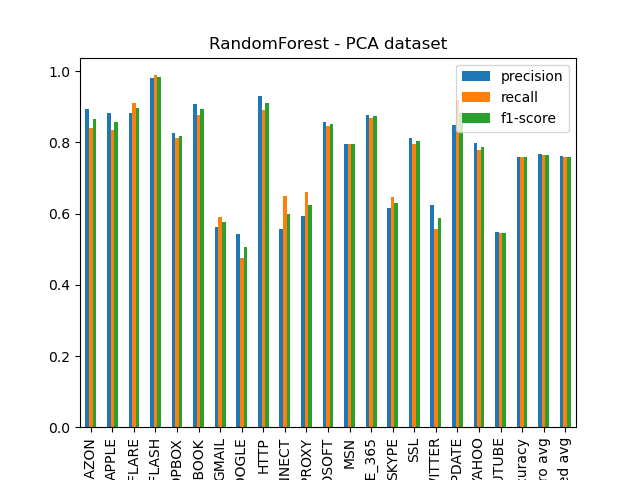 RandomForest - PCA dataset
precision
recall
f1-score
1.0
0.8
0.6
0.4
0.2
0.0
AZON
APPLE
FLARE
FLASH
OPBOX
BOOK
GMAIL
OOGLE
HTTP
NNECT
PROXY
OSOFT
MSN
E_365
SKYPE
SSL
ITTER
PDATE
YAHOO
UTUBE
curacy
ro avg
ed avg